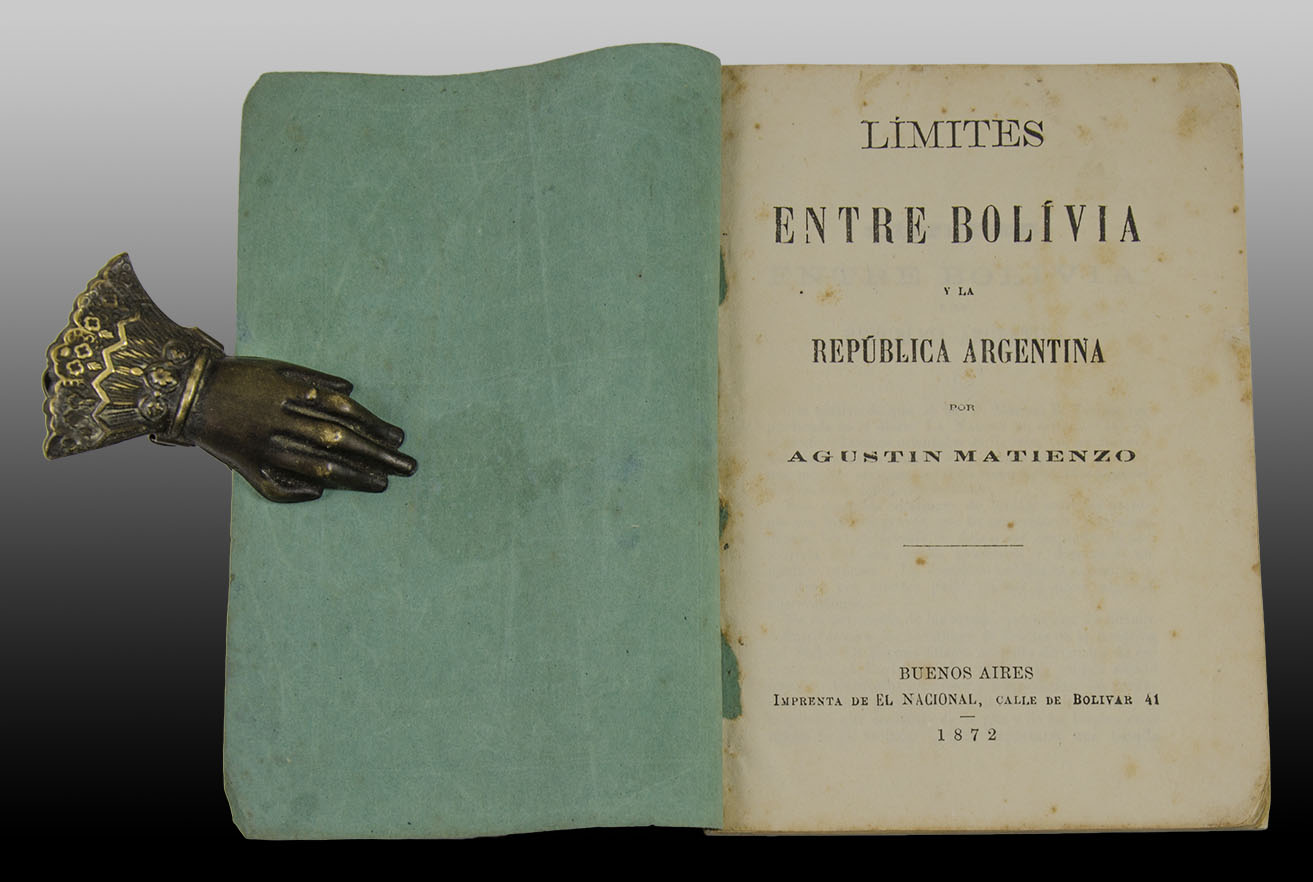 LÍMITES
ENTRE BOLÍVIA
Y LA
REPÚBLICA ARGENTINA
POR
AGUSTIN MATIENZO
BUENOS AIRES
IMPRENTA DE EL NACIONAL, CALLE DE BOLIVAR 41
1872